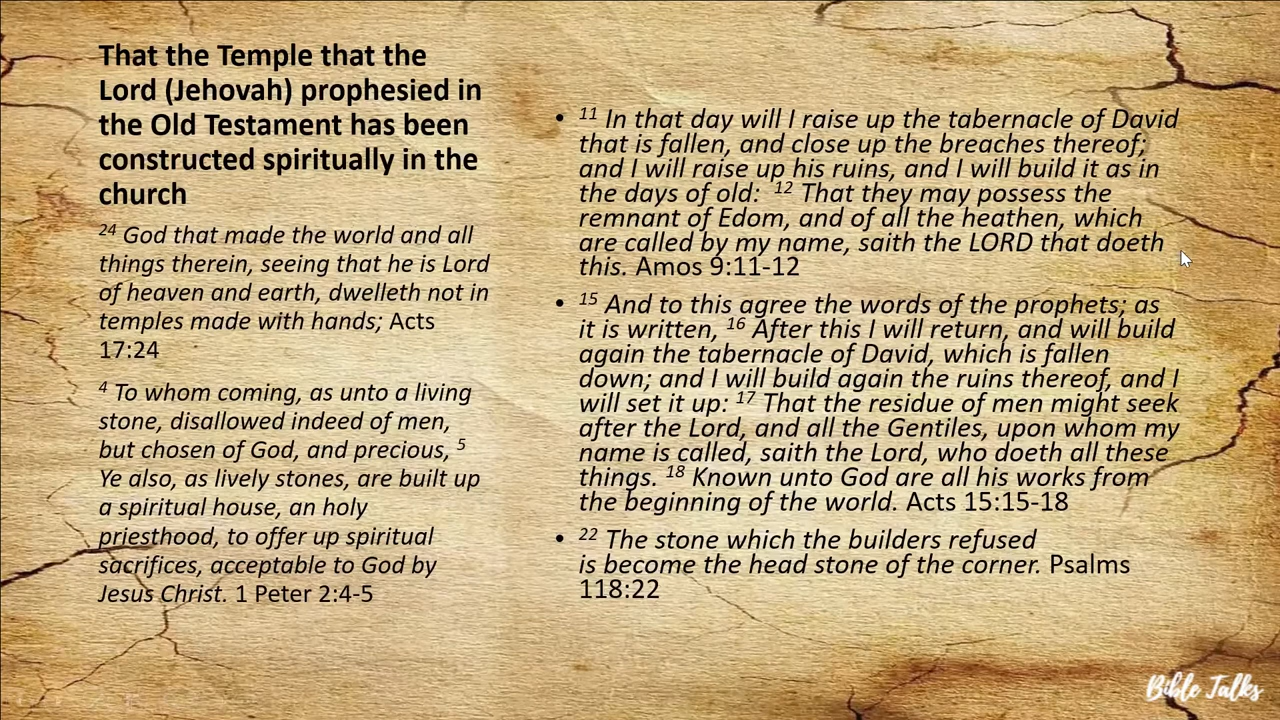 That the Temple that the
Lord (Jehovah) prophesied in
the Old Testament has been
constructed spiritually in the
church
24 God that made the world and all
things therein, seeing that he is Lord
of heaven and earth, dwelleth not in
temples made with hands; Acts
17:24
4 To whom coming, as unto a living
stone, disallowed indeed of men,
but chosen of God, and precious, 5
Ye also, as lively stones, are built up
a spiritual house, an holy
priesthood, to offer up spiritual
sacrifices, acceptable to God by
Jesus Christ. 1 Peter 2:4-5
• 11 In that day will I raise up the tabernacle of David
that is fallen, and close up the breaches thereof;
and I will raise up his ruins, and I will build it as in
the days of old: 12 That they may possess the
remnant of Edom, and of all the heathen, which
are called by my name, saith the LORD that doeth
this. Amos 9:11-12
• 15 And to this agree the words of the prophets; as
it is written, 16 After this I will return, and will build
again the tabernacle of David, which is fallen
down; and I will build again the ruins thereof, and I
will set it up: 17 That the residue of men might seek
after the Lord, and all the Gentiles, upon whom my
name is called, saith the Lord, who doeth all these
things. 18 Known unto God are all his works from
the beginning of the world. Acts 15:15-18
• 22 The stone which the builders refused
is become the head stone of the corner. Psalms
118:22
Bible Talks